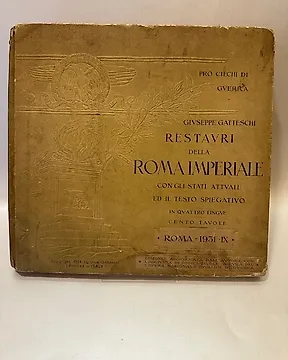 PRO CIECHI DI
GVERRA
GIVSEPPE GATTESCHI
RESTAVRI
DELLA
ROMA IMPERIALE
CON GLI STATI ATTVALI
ED IL TESTO SPIEGATIVO
IN QVATTRO LINGVE
CENTO TAVOLE
ROMA • 1931 • IX